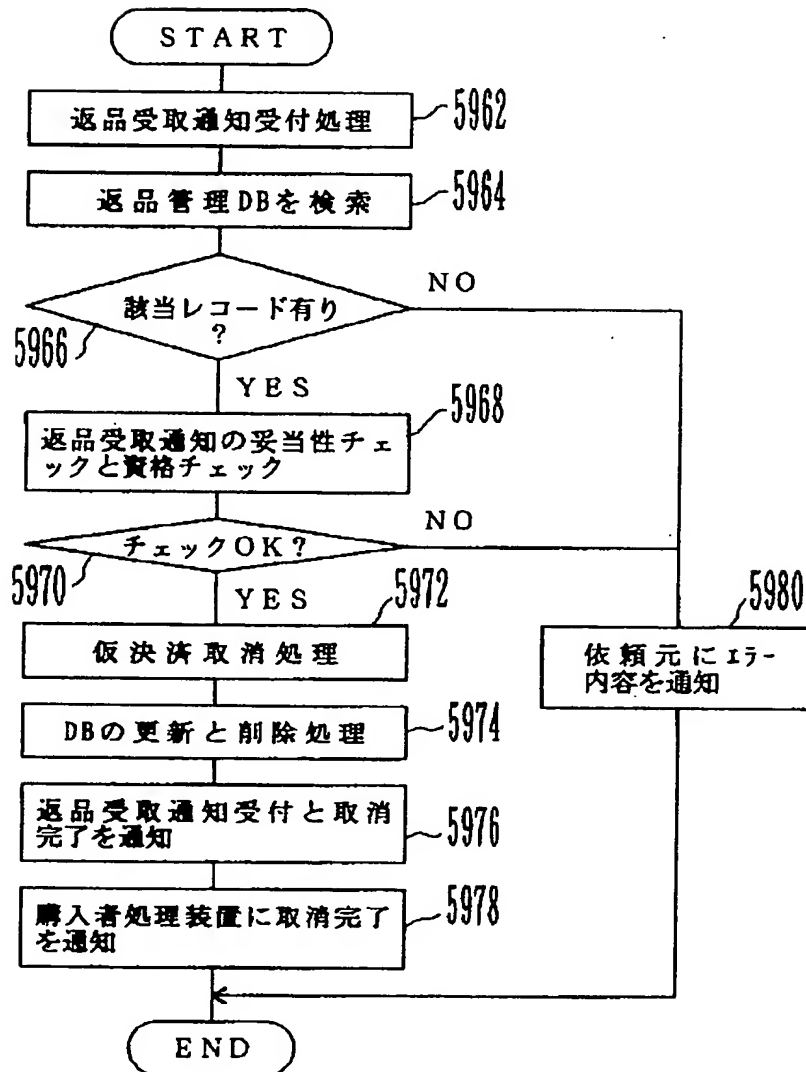 START
返品受取通知受付処理
5962
返品管理DBを検索
5964
該当レコード有り
?
NO
5966
YES
5968
返品受取通知の妥当性チェ
ックと資格チェック
チェックOK?
NO
5970
YES
5972
仮決済取消処理
5980
依頼元にエラー
内容を通知
DBの更新と削除処理
5974
返品受取通知受付と取消
完了を通知
5976
購入者処理装置に取消完了
を通知
5978
END